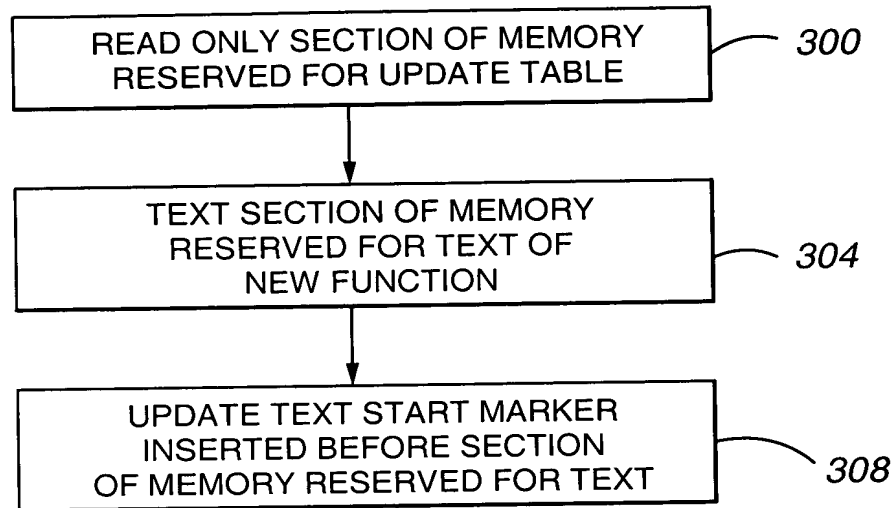 READ ONLY SECTION OF MEMORY
RESERVED FOR UPDATE TABLE
300
TEXT SECTION OF MEMORY
RESERVED FOR TEXT OF
NEW FUNCTION
304
UPDATE TEXT START MARKER
INSERTED BEFORE SECTION
OF MEMORY RESERVED FOR TEXT
308